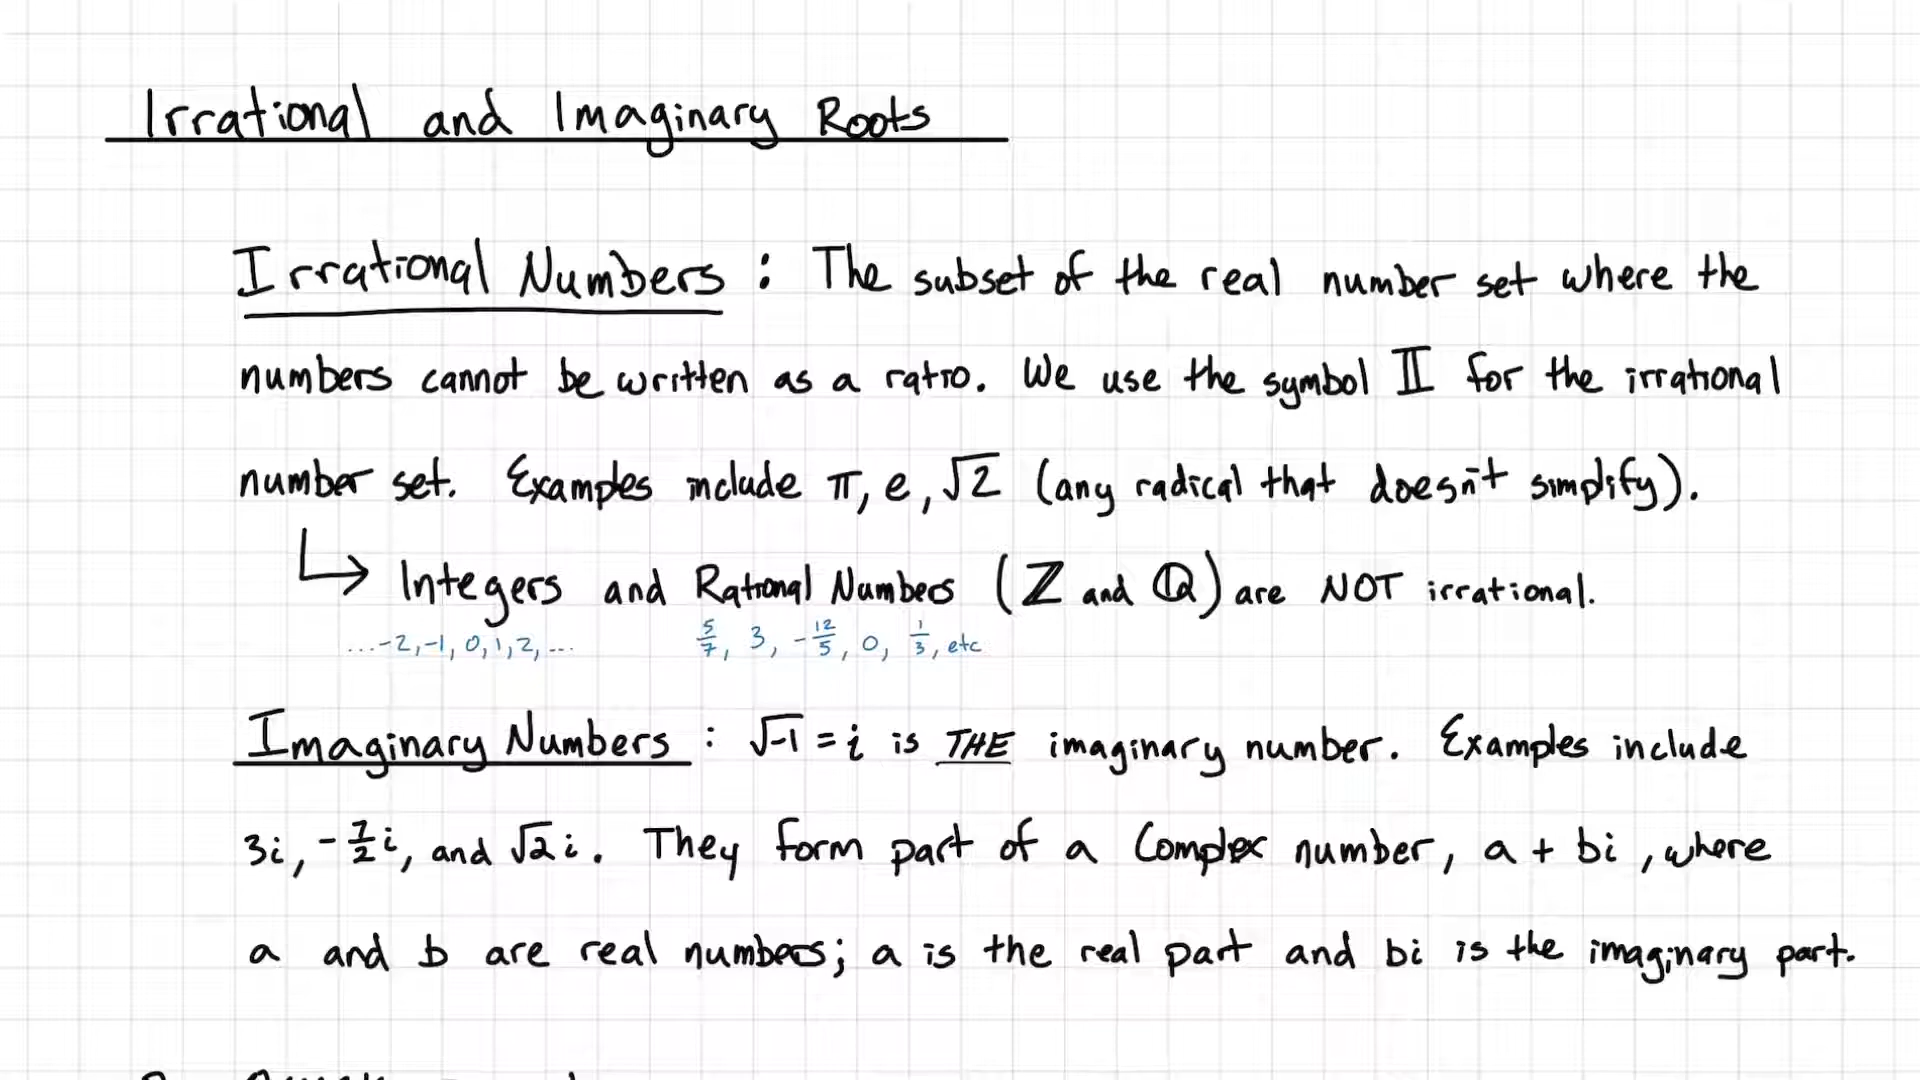 Irrational and Imaginary Roots
Irrational Numbers : The subset of the real number set where the
numbers cannot be written as a ratio. We use the symbol 𝕀 for the irrational
number set. Examples include π, e, √2 (any radical that doesn't simplify).
↳ Integers and Rational Numbers (ℤ and ℚ) are NOT irrational.
...-2,-1, 0,1,2,... 5/7, 3, -12/5, 0, 1/3, etc
Imaginary Numbers : √-1 = i is THE imaginary number. Examples include
3i, -7/2 i, and √2 i. They form part of a Complex number, a + bi, where
a and b are real numbers; a is the real part and bi is the imaginary part.